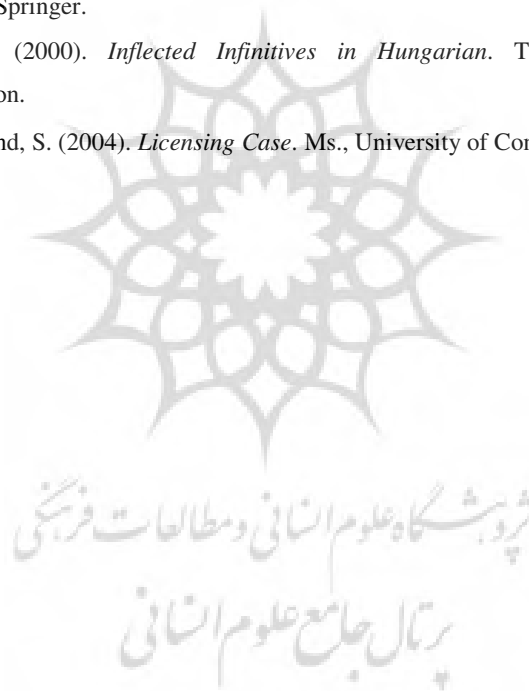 Springer.
(2000). Inflected Infinitives in Hungarian. T
on.
nd, S. (2004). Licensing Case. Ms., University of Con
پژوهشگاه علوم انسانی و مطالعات فرهنگی
پرتال جامع علوم انسانی